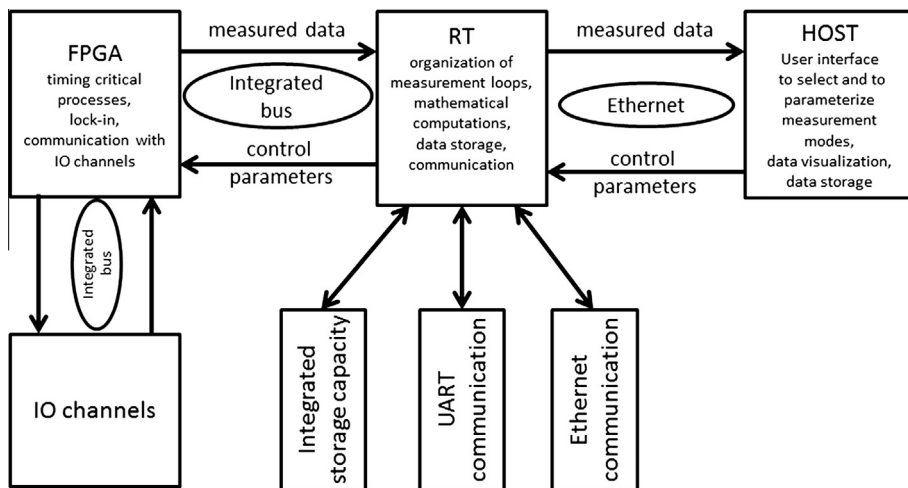 FPGA
timing critical
processes,
lock-in,
communication with
IO channels
measured data
Integrated
bus
control
parameters
RT
organization of
measurement loops,
mathematical
computations,
data storage,
communication
measured data
Ethernet
control
parameters
HOST
User interface
to select and to
parameterize
measurement
modes,
data visualization,
data storage
Integrated
bus
IO channels
Integrated
storage capacity
UART
communication
Ethernet
communication